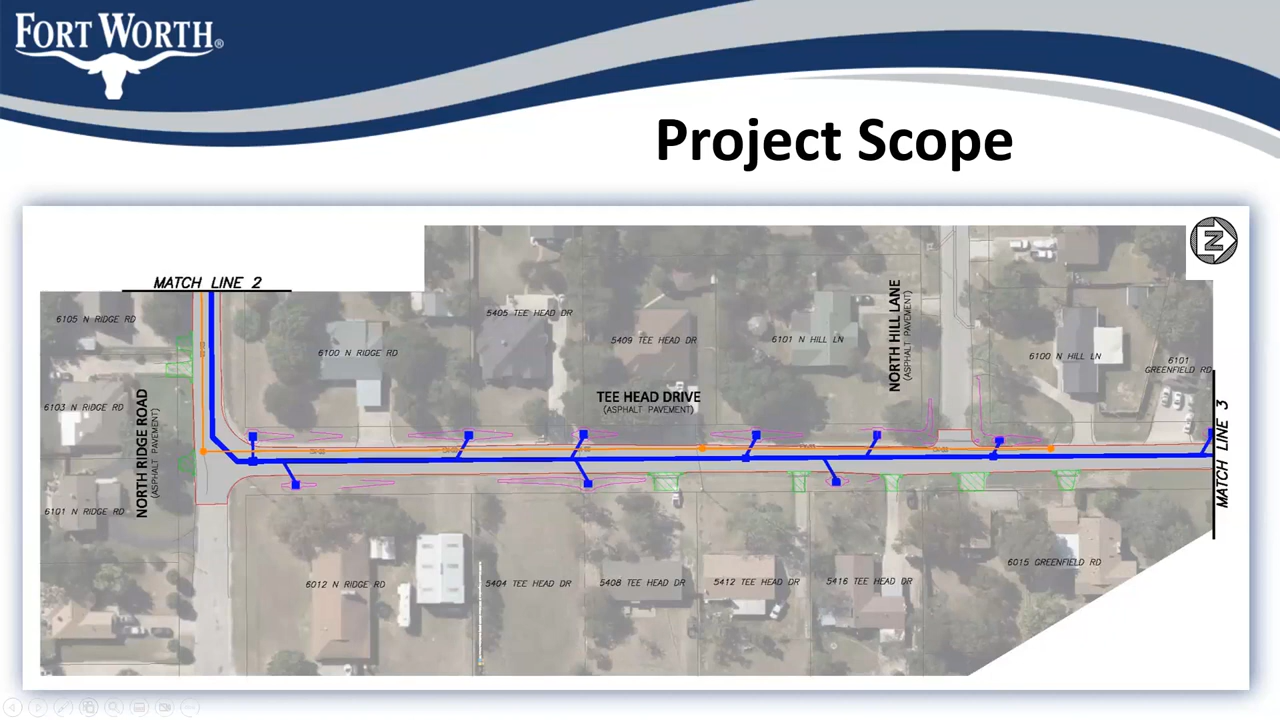 FORT WORTH®
Project Scope
N
MATCH LINE 2
6105 N RIDGE RD
6100 N RIDGE RD
5405 TEE HEAD DR
5409 TEE HEAD DR
6101 N HILL LN
NORTH HILL LANE
(ASPHALT PAVEMENT)
6100 N HILL LN
6101
GREENFIELD RD
6103 N RIDGE RD
NORTH RIDGE ROAD
(ASPHALT PAVEMENT)
TEE HEAD DRIVE
(ASPHALT PAVEMENT)
MATCH LINE 3
6101 N RIDGE RD
6012 N RIDGE RD
5404 TEE HEAD DR
5408 TEE HEAD DR
5412 TEE HEAD DR
5416 TEE HEAD DR
6015 GREENFIELD RD